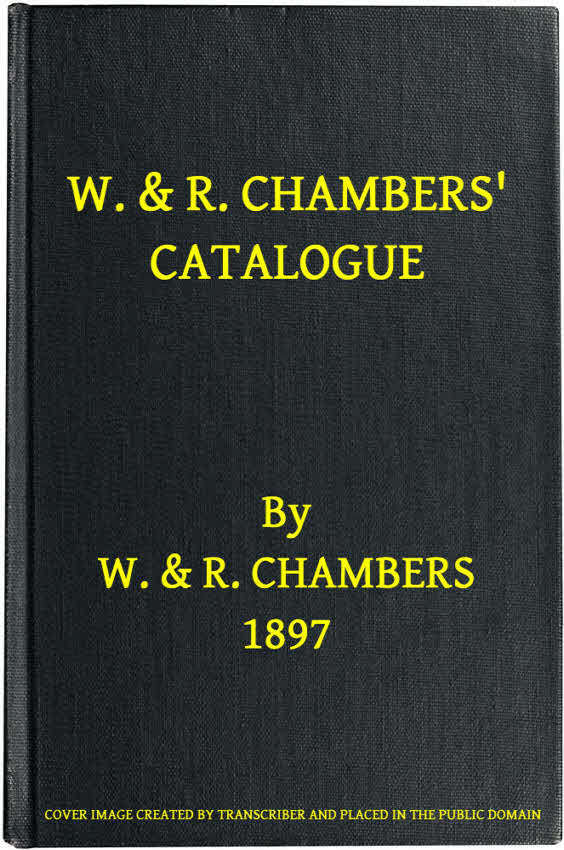 W. & R. CHAMBERS'
CATALOGUE
By
W. & R. CHAMBERS
1897
COVER IMAGE CREATED BY TRANSCRIBER AND PLACED IN THE PUBLIC DOMAIN